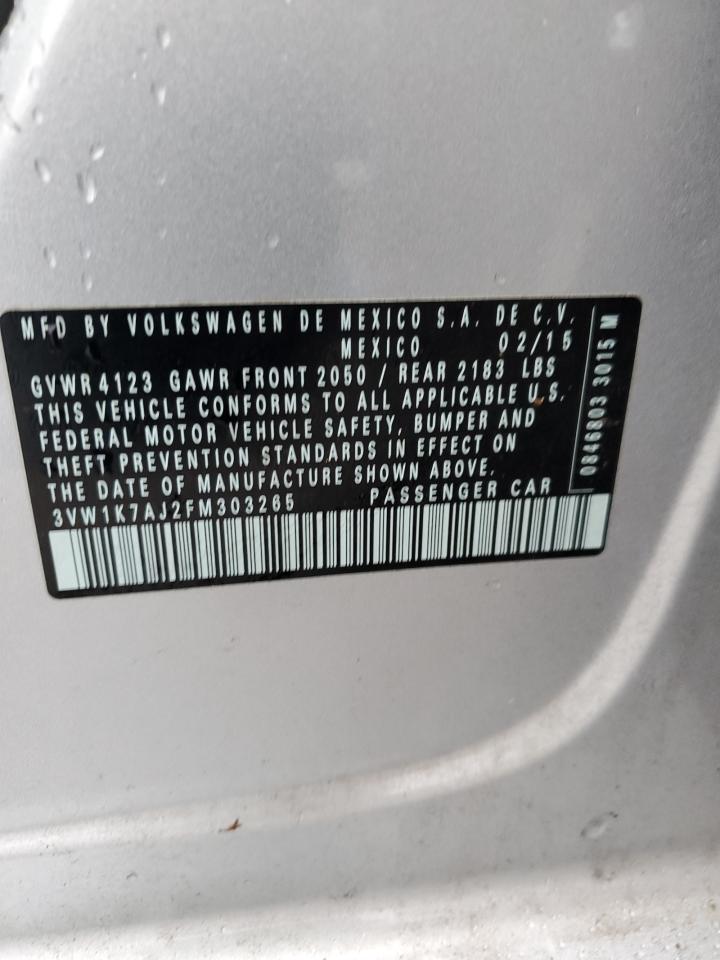 MFD BY VOLKSWAGEN DE MEXICO S.A. DE C.V.
MEXICO 02/15
GVWR 4123 GAWR FRONT 2050 / REAR 2183 LBS
THIS VEHICLE CONFORMS TO ALL APPLICABLE U.S.
FEDERAL MOTOR VEHICLE SAFETY, BUMPER AND
THEFT PREVENTION STANDARDS IN EFFECT ON
THE DATE OF MANUFACTURE SHOWN ABOVE.
3VW1K7AJ2FM303265 PASSENGER CAR
0846803 3015 M